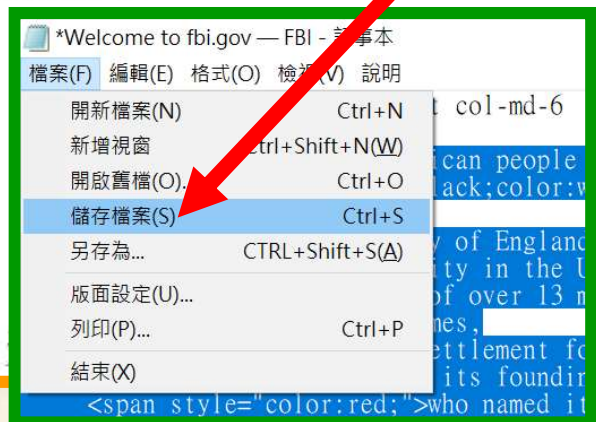 *Welcome to fbi.gov — FBI - 記事本
檔案(F) 編輯(E) 格式(O) 檢視(V) 說明
開新檔案(N) Ctrl+N
col-md-6
新增視窗 Ctrl+Shift+N(W)
ican people
開啟舊檔(O)... Ctrl+O
lack;color:w
儲存檔案(S) Ctrl+S
另存為... CTRL+Shift+S(A)
of England
ity in the U
版面設定(U)...
of over 13 m
列印(P)... Ctrl+P
mes,
ettlement fo
結束(X)
its foundin
<span style="color:red;">who named it